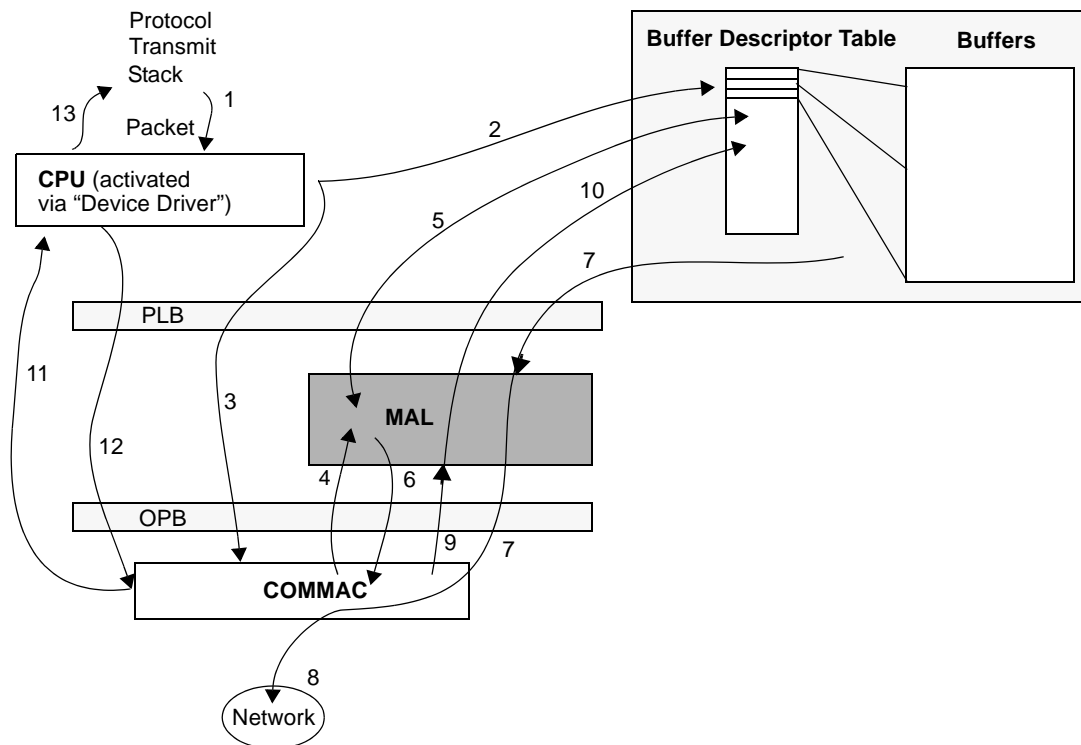 Protocol
Transmit
Stack
13
1
Packet
CPU (activated
via “Device Driver”)
2
Buffer Descriptor Table
Buffers
10
5
7
PLB
11
3
MAL
12
4
6
OPB
9
7
COMMAC
8
Network